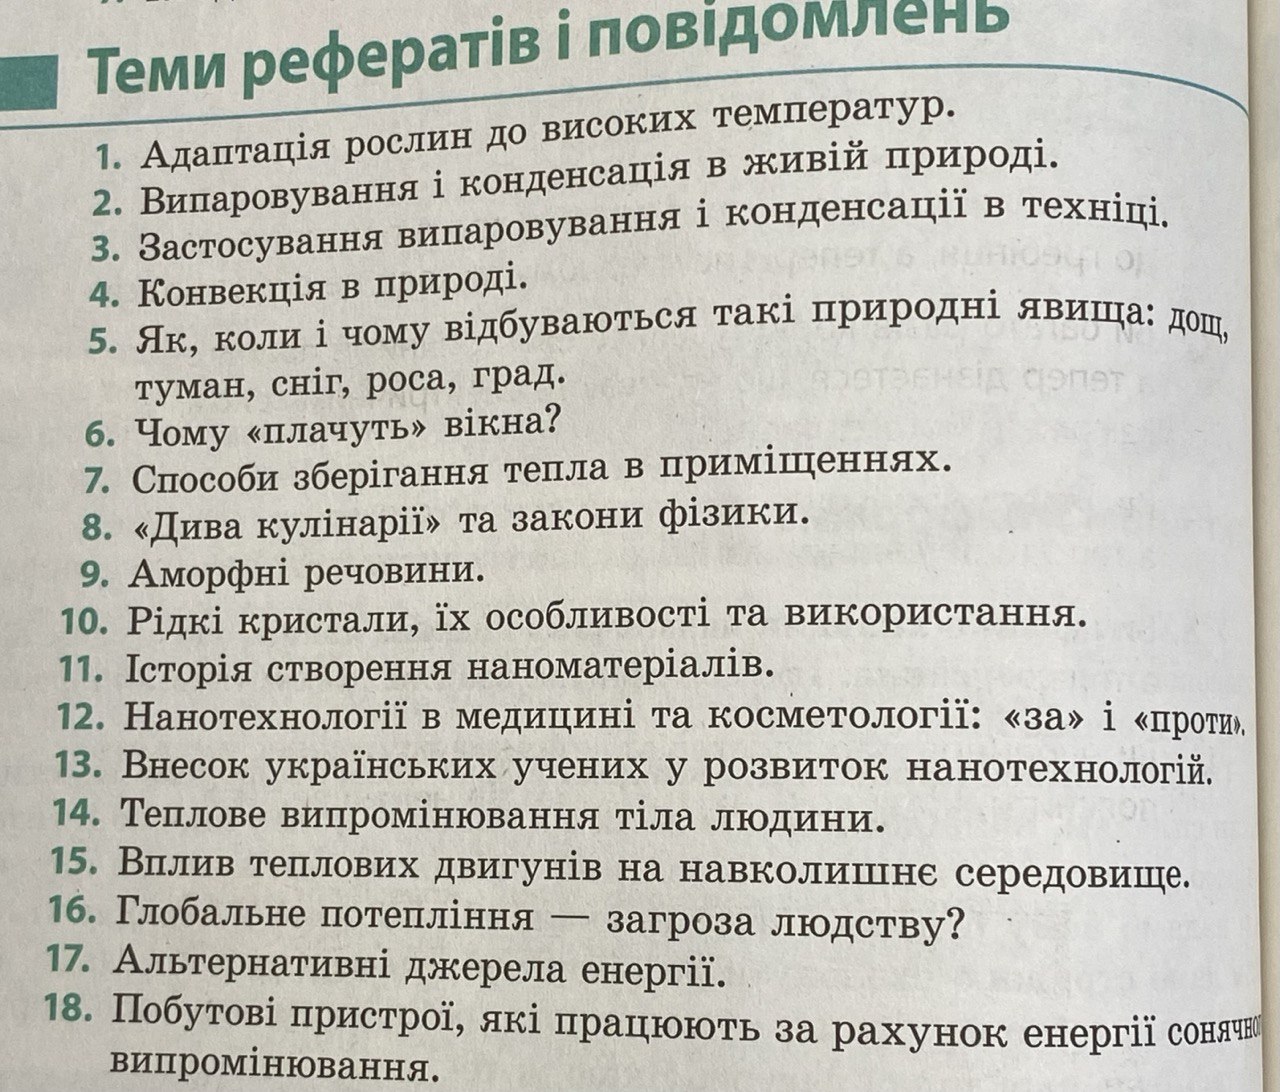 Теми рефератів і повідомлень
1. Адаптація рослин до високих температур.
2. Випаровування і конденсація в живій природі.
3. Застосування випаровування і конденсації в техніці.
4. Конвекція в природі.
5. Як, коли і чому відбуваються такі природні явища: дощ,
туман, сніг, роса, град.
6. Чому «плачуть» вікна?
7. Способи зберігання тепла в приміщеннях.
8. «Дива кулінарії» та закони фізики.
9. Аморфні речовини.
10. Рідкі кристали, їх особливості та використання.
11. Історія створення наноматеріалів.
12. Нанотехнології в медицині та косметології: «за» і «проти».
13. Внесок українських учених у розвиток нанотехнологій.
14. Теплове випромінювання тіла людини.
15. Вплив теплових двигунів на навколишнє середовище.
16. Глобальне потепління — загроза людству?
17. Альтернативні джерела енергії.
18. Побутові пристрої, які працюють за рахунок енергії сонячно
випромінювання.